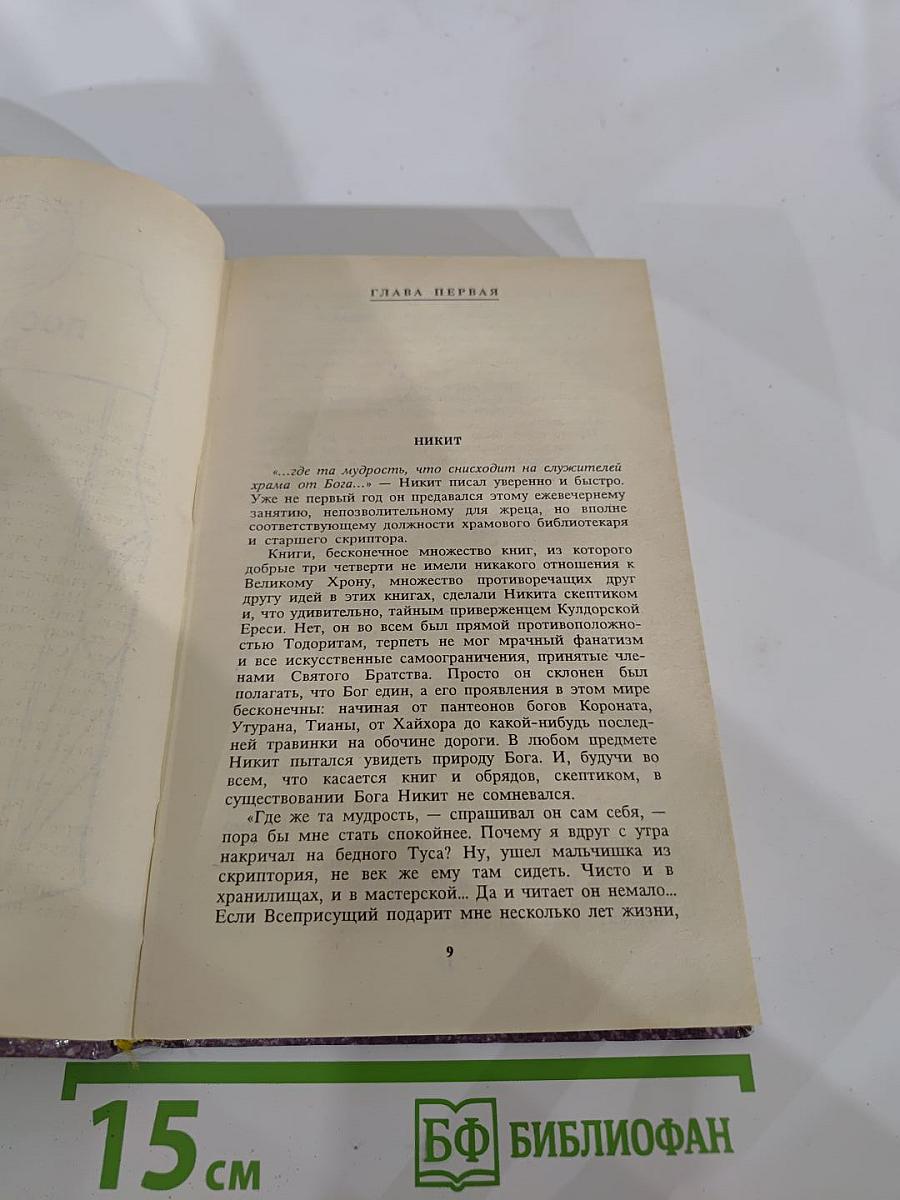 ПОС
ГЛАВА ПЕРВАЯ
НИКИТ
«...где та мудрость, что снисходит на служителей
храма от Бога...» — Никит писал уверенно и быстро.
Уже не первый год он предавался этому ежевечернему
занятию, непозволительному для жреца, но вполне
соответствующему должности храмового библиотекаря
и старшего скриптора.
Книги, бесконечное множество книг, из которого
добрые три четверти не имели никакого отношения к
Великому Хрону, множество противоречащих друг
другу идей в этих книгах, сделали Никита скептиком
и, что удивительно, тайным приверженцем Кулдорской
Ереси. Нет, он во всем был прямой противоположно-
стью Тодоритам, терпеть не мог мрачный фанатизм
и все искусственные самоограничения, принятые чле-
нами Святого Братства. Просто он склонен был
полагать, что Бог един, а его проявления в этом мире
бесконечны: начиная от пантеонов богов Короната,
Утурана, Тианы, от Хайхора до какой-нибудь послед-
ней травинки на обочине дороги. В любом предмете
Никит пытался увидеть природу Бога. И, будучи во
всем, что касается книг и обрядов, скептиком, в
существовании Бога Никит не сомневался.
«Где же та мудрость, — спрашивал он сам себя, —
пора бы мне стать спокойнее. Почему я вдруг с утра
накричал на бедного Туса? Ну, ушел мальчишка из
скриптория, не век же ему там сидеть. Чисто и в
хранилищах, и в мастерской... Да и читает он немало...
Если Всеприсущий подарит мне несколько лет жизни,
9
15 см
БФ БИБЛИОФАН